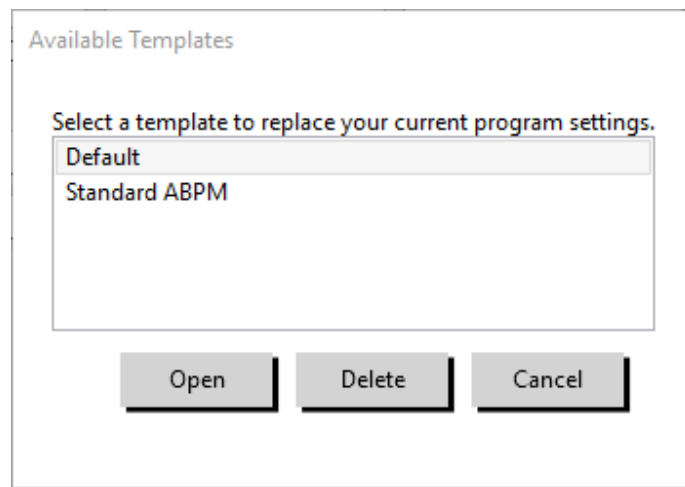 Available Templates
Select a template to replace your current program settings.
Default
Standard ABPM
Open Delete Cancel